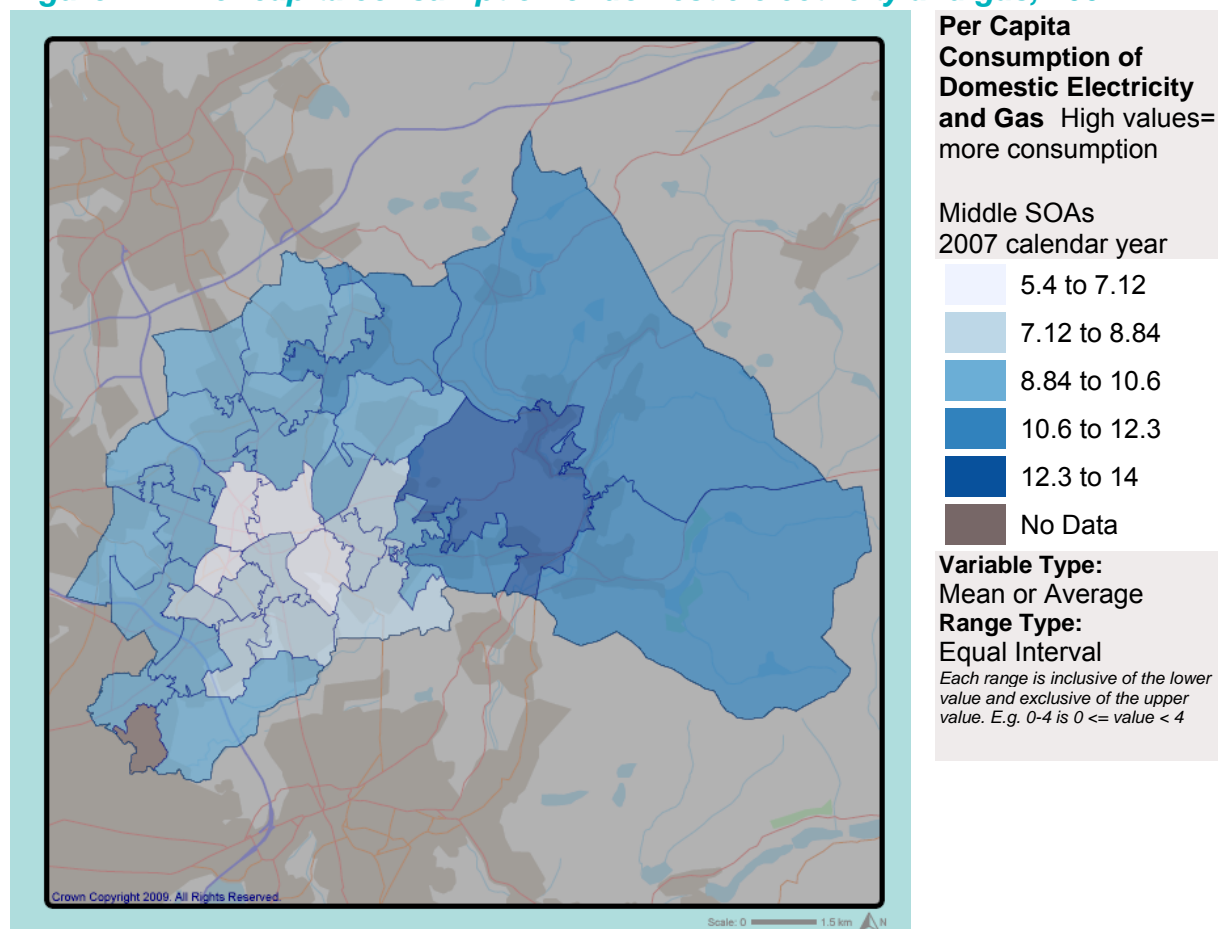 Per Capita
Consumption of
Domestic Electricity
and Gas High values=
more consumption
Middle SOAs
2007 calendar year
5.4 to 7.12
7.12 to 8.84
8.84 to 10.6
10.6 to 12.3
12.3 to 14
No Data
Variable Type:
Mean or Average
Range Type:
Equal Interval
Each range is inclusive of the lower
value and exclusive of the upper
value. E.g. 0-4 is 0 <= value < 4
Crown Copyright 2009. All Rights Reserved.
Scale: 0 1.5 km N